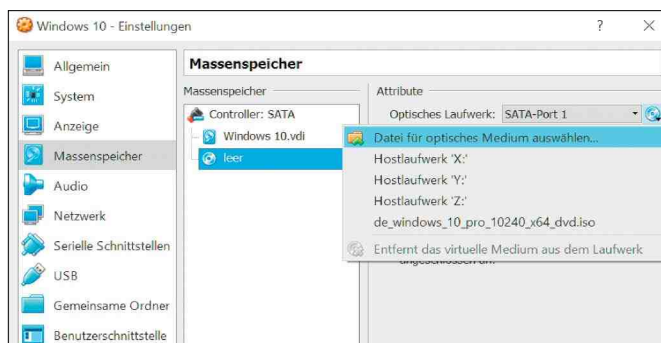 Windows 10 - Einstellungen
?
×
Allgemein
System
Anzeige
Massenspeicher
Audio
Netzwerk
Serielle Schnittstellen
USB
Gemeinsame Ordner
Benutzerschnittstelle
Massenspeicher
Massenspeicher
Controller: SATA
Windows 10.vdi
leer
Attribute
Optisches Laufwerk: SATA-Port 1
Datei für optisches Medium auswählen...
Hostlaufwerk 'X:'
Hostlaufwerk 'Y:'
Hostlaufwerk 'Z:'
de_windows_10_pro_10240_x64_dvd.iso
Entfernt das virtuelle Medium aus dem Laufwerk
angeschlossen an: